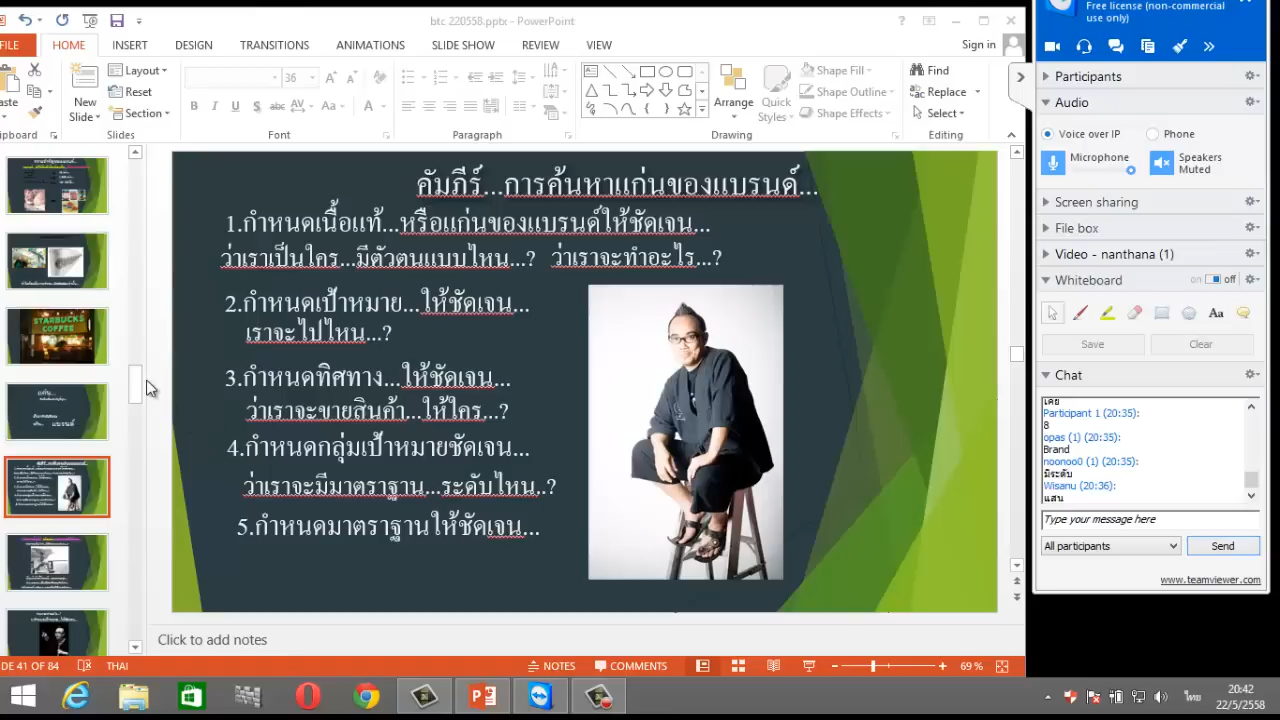 btc 220558.pptx - PowerPoint
FILE HOME INSERT DESIGN TRANSITIONS ANIMATIONS SLIDE SHOW REVIEW VIEW Sign in
Layout
Reset
Section
New
Slide
36
Arrange
Quick
Styles
Shape Fill
Shape Outline
Shape Effects
Find
Replace
Select
Slides Font Paragraph Drawing Editing
คัมภีร์...การค้นหาแก่นของแบรนด์...
1.กำหนดเนื้อแท้...หรือแก่นของแบรนด์ให้ชัดเจน...
ว่าเราเป็นใคร...มีตัวตนแบบไหน...? ว่าเราจะทำอะไร...?
2.กำหนดเป้าหมาย...ให้ชัดเจน...
เราจะไปไหน...?
3.กำหนดทิศทาง...ให้ชัดเจน...
ว่าเราจะขายสินค้า...ให้ใคร...?
4.กำหนดกลุ่มเป้าหมายชัดเจน...
ว่าเราจะมีมาตราฐาน...ระดับไหน..?
5.กำหนดมาตราฐานให้ชัดเจน...
STARBUCKS
COFFEE
Click to add notes
DE 41 OF 84 THAI NOTES COMMENTS 69 %
Free license (non-commercial
use only)
Participants
Audio
Voice over IP Phone
Microphone
Speakers
Muted
Screen sharing
File box
Video - nanthana (1)
Whiteboard on off
Aa
Save Clear
Chat
เคย
Participant 1 (20:35):
8
opas (1) (20:35):
Brand
noonoo0 (1) (20:35):
Wisanu (20:36):
แสน
Type your message here
All participants Send
www.teamviewer.com
ไทย
20:42
22/5/2558